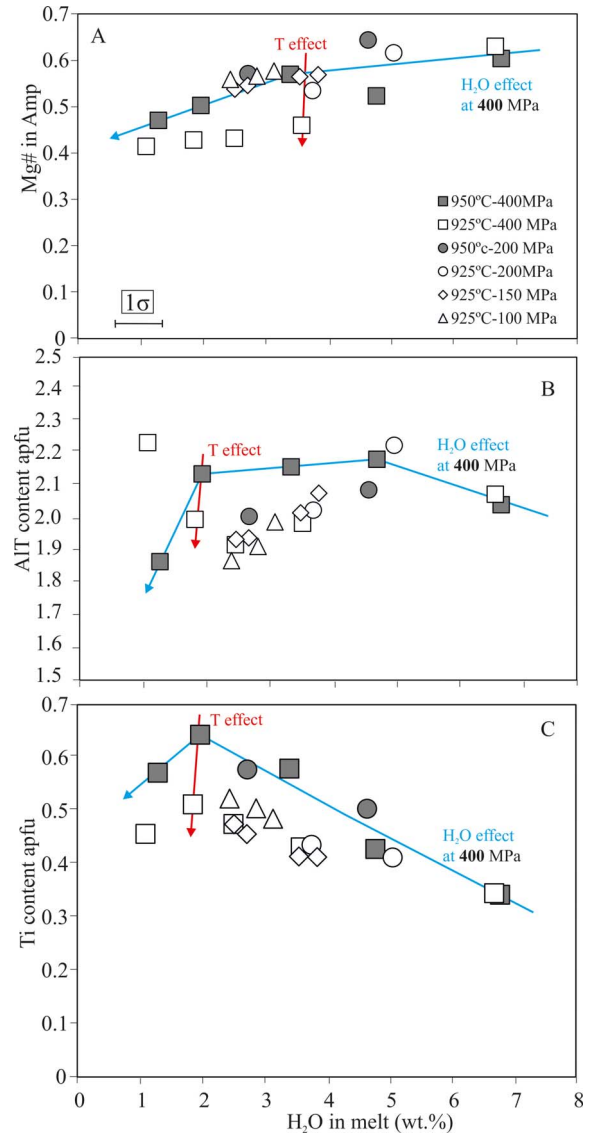 0.7
A
T effect
0.6
H₂O effect
at 400 MPa
0.5
Mg# in Amp
0.4
0.3
950ºC-400MPa
925ºC-400 MPa
0.2
950ºc-200 MPa
925ºC-200MPa
0.1
1σ
925ºC-150 MPa
925ºC-100 MPa
0
2.5
B
2.4
2.3
T effect
H₂O effect
at 400 MPa
2.2
2.1
AlT content apfu
2.0
1.9
1.8
1.7
1.6
1.5
0.7
T effect
C
0.6
0.5
H₂O effect
at 400 MPa
0.4
Ti content apfu
0.3
0.2
0.1
0
0 1 2 3 4 5 6 7 8
H₂O in melt (wt.%)